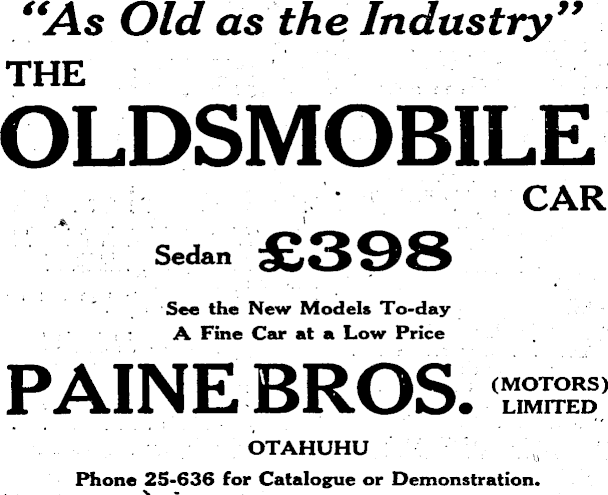 “As Old as the Industry”
THE
OLDSMOBILE
CAR
Sedan £398
See the New Models To-day
A Fine Car at a Low Price
PAINE BROS. (MOTORS) LIMITED
OTAHUHU
Phone 25-636 for Catalogue or Demonstration.